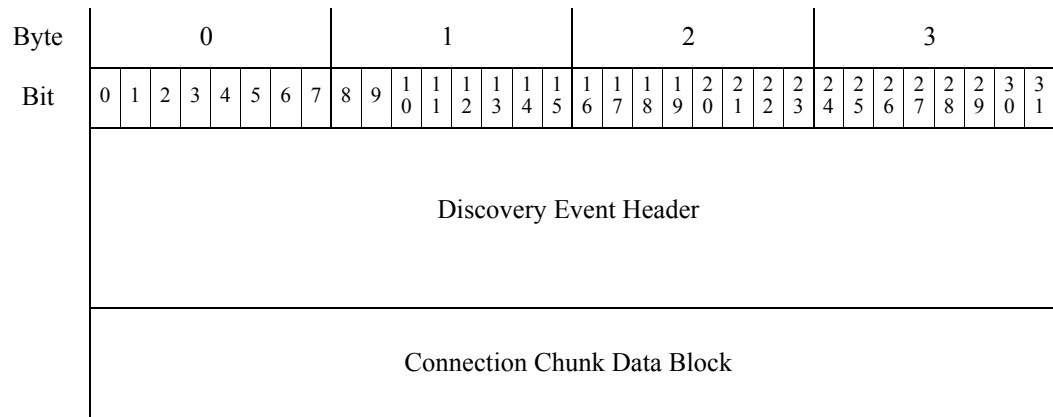 Byte 0 1 2 3
Bit 0 1 2 3 4 5 6 7 8 9 10 11 12 13 14 15 16 17 18 19 20 21 22 23 24 25 26 27 28 29 30 31
Discovery Event Header
Connection Chunk Data Block